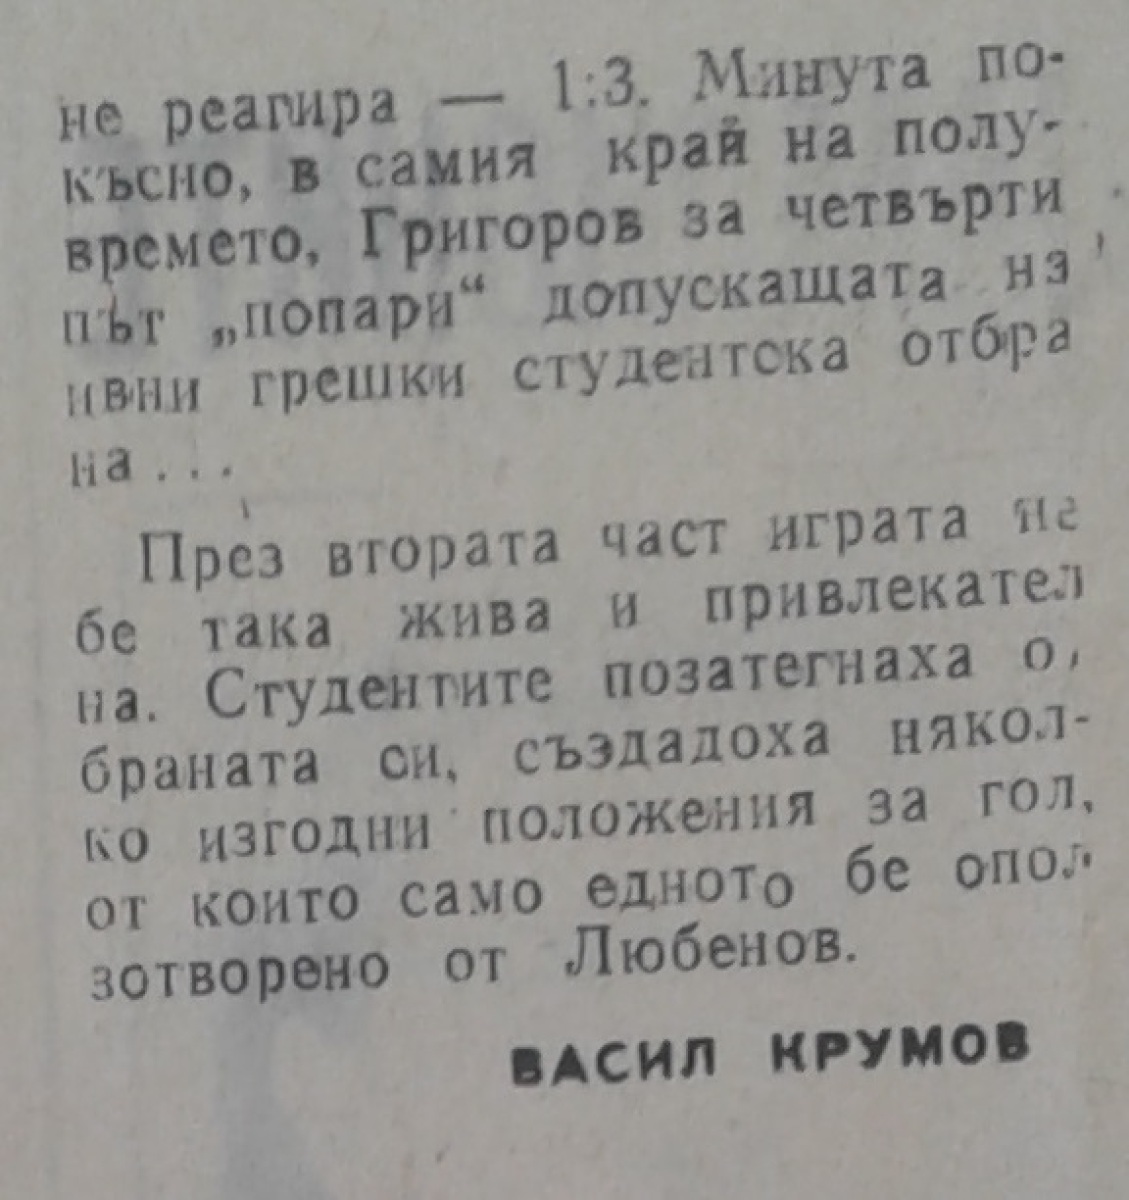 не реагира — 1:3. Минута по-
късно, в самия край на полу-
времето, Григоров за четвърти
път „попари“ допускащата на
ивни грешки студентска отбра
на...
През втората част играта не
бе така жива и привлекател
на. Студентите позатегнаха от
браната си, създадоха някол-
ко изгодни положения за гол,
от които само едното бе опол-
зотворено от Любенов.
ВАСИЛ КРУМОВ